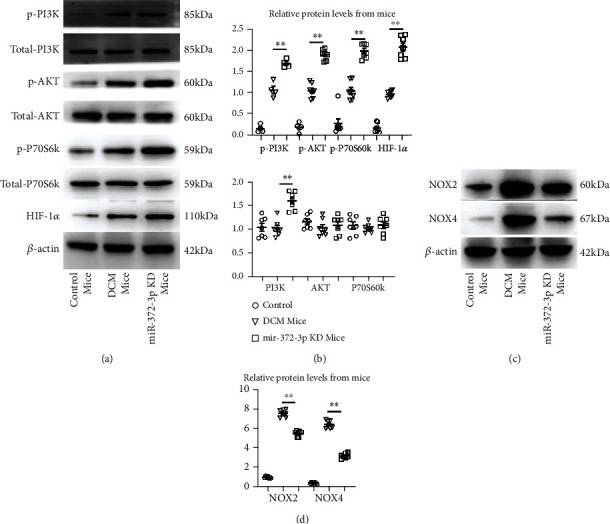 p-PI3K
85kDa
Total-PI3K
85kDa
p-AKT
60kDa
Total-AKT
60kDa
p-P70S6k
59kDa
Total-P70S6k
59kDa
HIF-1α
110kDa
β-actin
42kDa
Control
Mice
DCM
Mice
miR-372-3p KD
Mice
(a)
Relative protein levels from mice
2.5
2.0
1.5
1.0
0.5
0.0
**
**
**
**
p-PI3K
p-AKT
p-P70S60k
HIF-1α
2.0
1.5
1.0
0.5
0.0
**
PI3K
AKT
P70S60k
Control
DCM Mice
mir-372-3p KD Mice
(b)
NOX2
60kDa
NOX4
67kDa
β-actin
42kDa
Control
Mice
DCM
Mice
miR-372-3p KD
Mice
(c)
Relative protein levels from mice
10
8
6
4
2
0
**
**
NOX2
NOX4
(d)